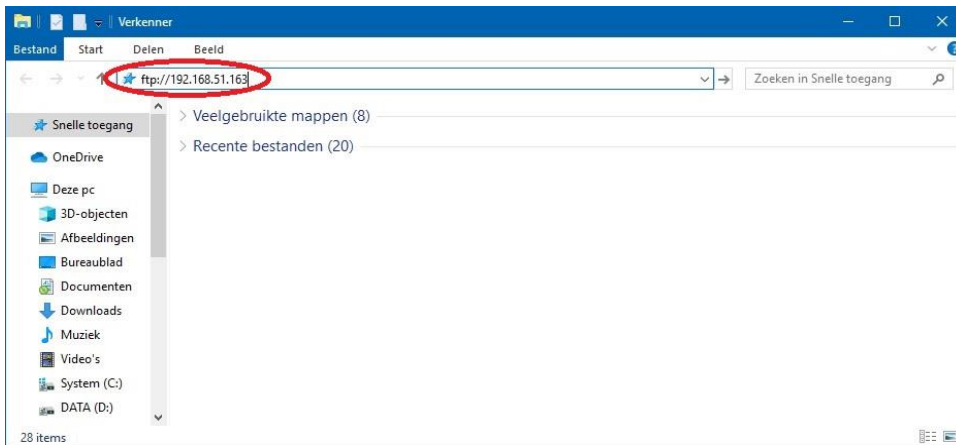 Verkenner
Bestand Start Delen Beeld
ftp://192.168.51.163 Zoeken in Snelle toegang
Snelle toegang
Veelgebruikte mappen (8)
Recente bestanden (20)
OneDrive
Deze pc
3D-objecten
Afbeeldingen
Bureaublad
Documenten
Downloads
Muziek
Video's
System (C:)
DATA (D:)
28 items